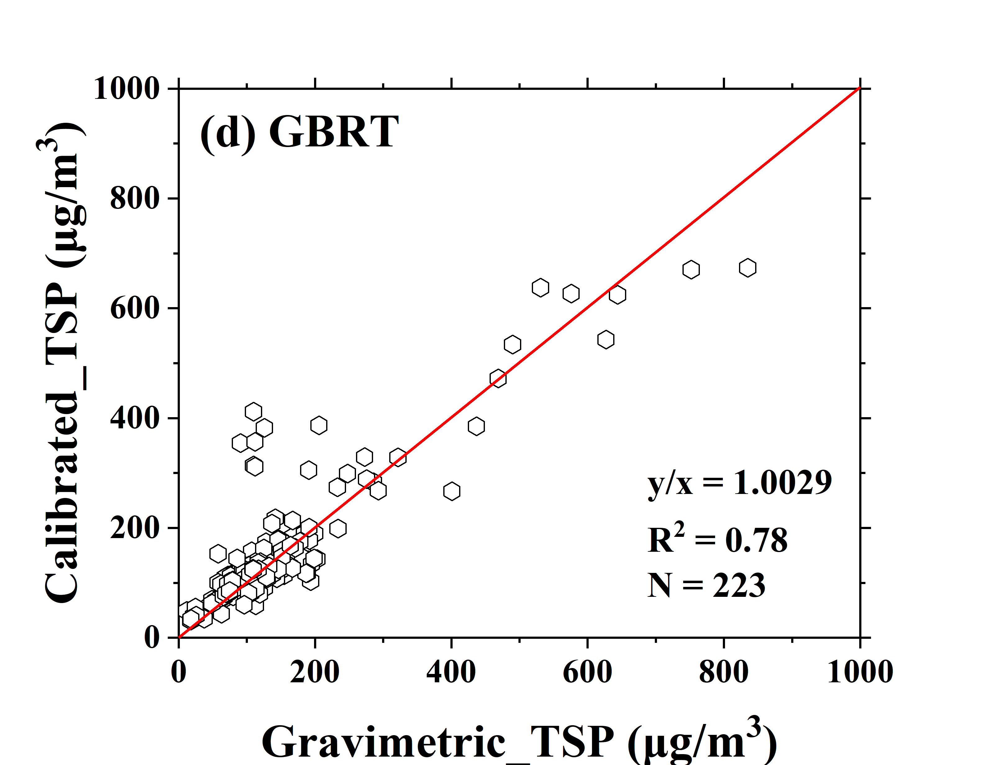 (d) GBRT
Calibrated_TSP (μg/m³)
1000
800
600
400
200
0
y/x = 1.0029
R² = 0.78
N = 223
0 200 400 600 800 1000
Gravimetric_TSP (μg/m³)